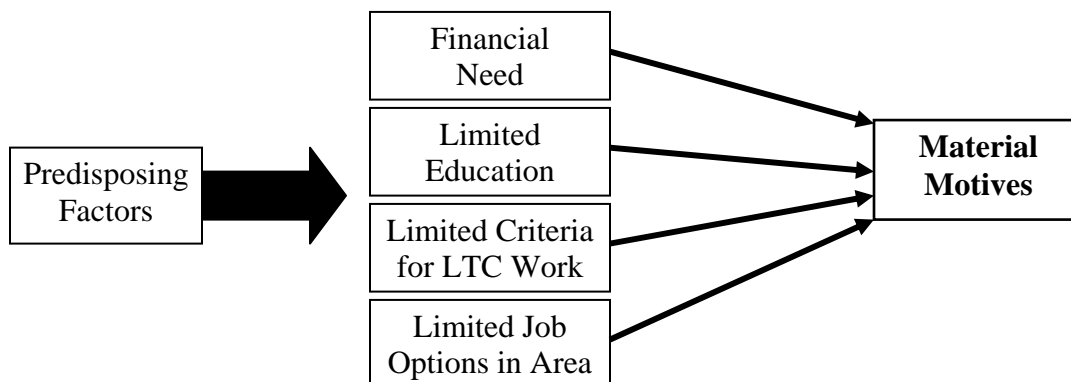 Predisposing
Factors
Financial
Need
Limited
Education
Limited Criteria
for LTC Work
Limited Job
Options in Area
Material
Motives